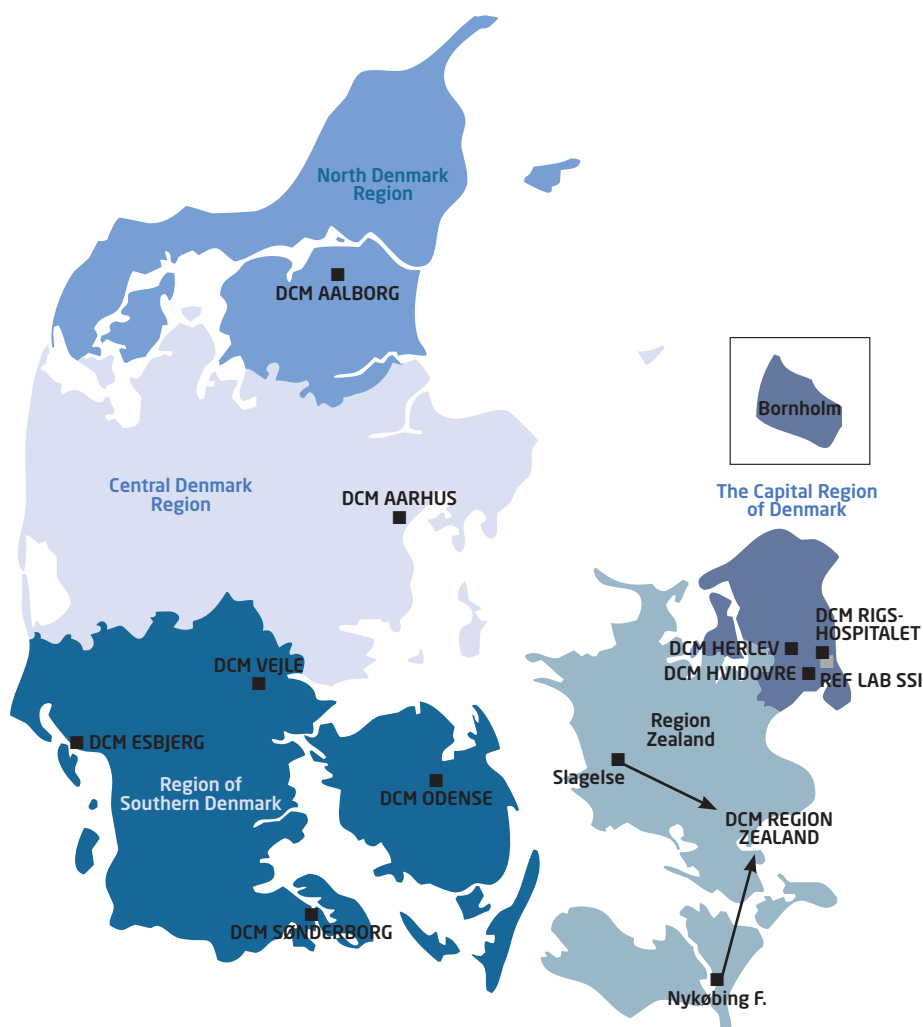 North Denmark
Region
DCM AALBORG
Bornholm
Central Denmark
Region
DCM AARHUS
The Capital Region
of Denmark
DCM RIGS-
HOSPITALET
DCM HERLEV
DCM HVIDOVRE
REF LAB SSI
DCM VEJLE
DCM ESBJERG
Region of
Southern Denmark
DCM ODENSE
DCM SØNDERBORG
Region
Zealand
Slagelse
DCM REGION
ZEALAND
Nykøbing F.